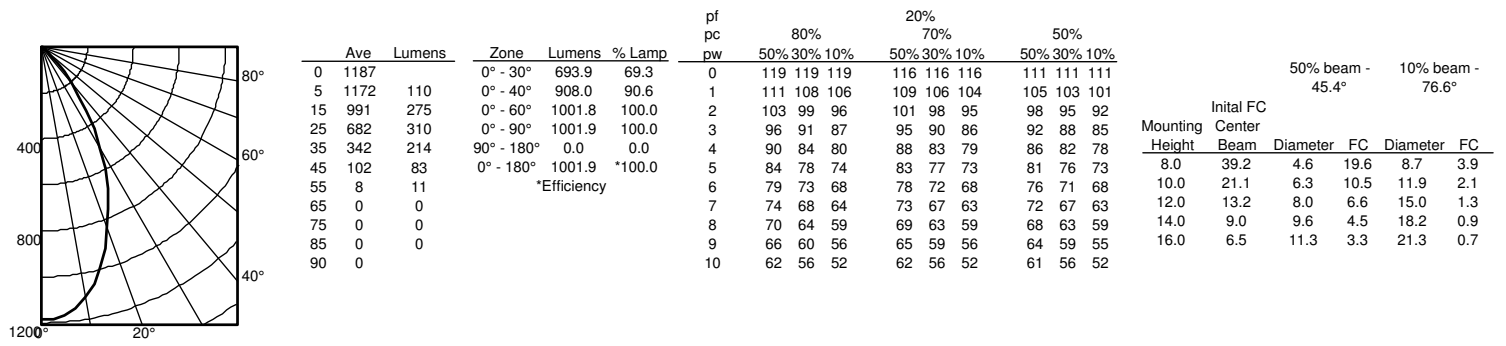 80°
60°
40°
20°
0°
400
800
1200
Ave Lumens
0 1187
5 1172 110
15 991 275
25 682 310
35 342 214
45 102 83
55 8 11
65 0 0
75 0 0
85 0 0
90 0
Zone Lumens % Lamp
0° - 30° 693.9 69.3
0° - 40° 908.0 90.6
0° - 60° 1001.8 100.0
0° - 90° 1001.9 100.0
90° - 180° 0.0 0.0
0° - 180° 1001.9 *100.0
*Efficiency
pf 20%
pc 80% 70% 50%
pw 50% 30% 10% 50% 30% 10% 50% 30% 10%
0 119 119 119 116 116 116 111 111 111
1 111 108 106 109 106 104 105 103 101
2 103 99 96 101 98 95 98 95 92
3 96 91 87 95 90 86 92 88 85
4 90 84 80 88 83 79 86 82 78
5 84 78 74 83 77 73 81 76 73
6 79 73 68 78 72 68 76 71 68
7 74 68 64 73 67 63 72 67 63
8 70 64 59 69 63 59 68 63 59
9 66 60 56 65 59 56 64 59 55
10 62 56 52 62 56 52 61 56 52
50% beam - 10% beam -
45.4° 76.6°
Inital FC
Mounting Center
Height Beam Diameter FC Diameter FC
8.0 39.2 4.6 19.6 8.7 3.9
10.0 21.1 6.3 10.5 11.9 2.1
12.0 13.2 8.0 6.6 15.0 1.3
14.0 9.0 9.6 4.5 18.2 0.9
16.0 6.5 11.3 3.3 21.3 0.7